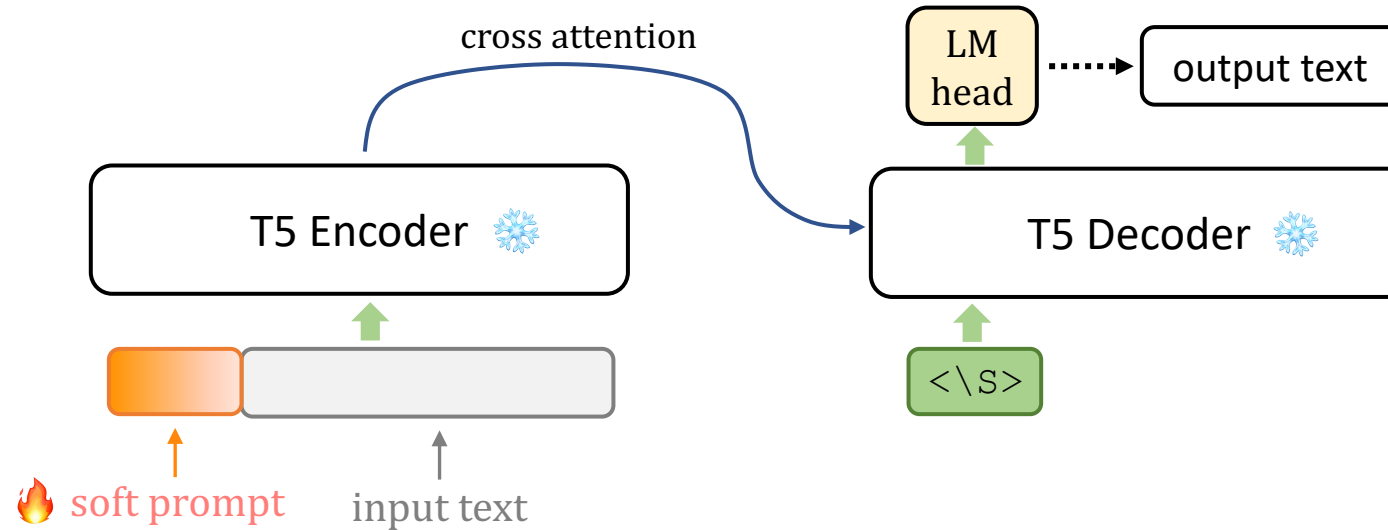 cross attention
LM
head
output text
T5 Encoder
T5 Decoder
<\s>
soft prompt
input text